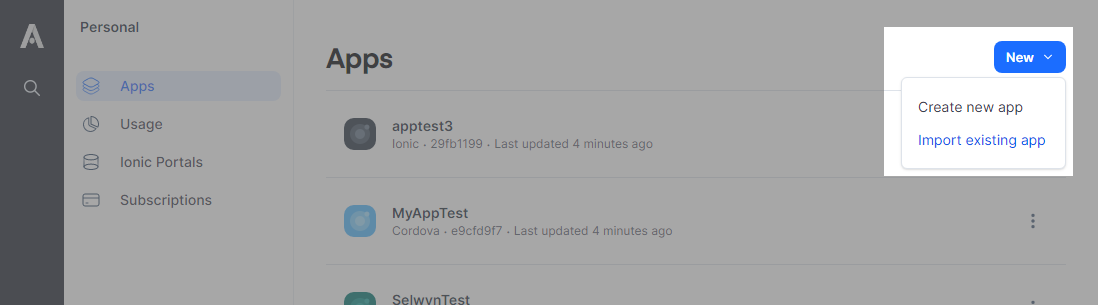 Personal
Apps
Usage
Ionic Portals
Subscriptions
Apps
New
Create new app
Import existing app
apptest3
Ionic • 29fb1199 • Last updated 4 minutes ago
MyAppTest
Cordova • e9cfd9f7 • Last updated 4 minutes ago
SelwynTest